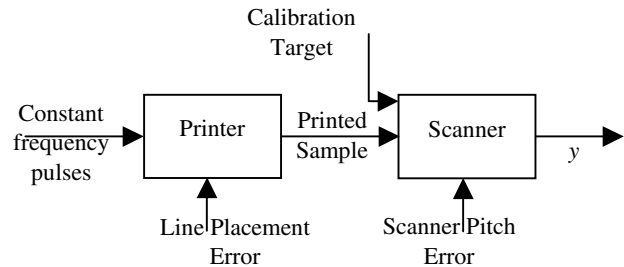 Calibration
Target
Constant
frequency
pulses
Printer
Printed
Sample
Scanner
y
Line Placement
Error
Scanner Pitch
Error